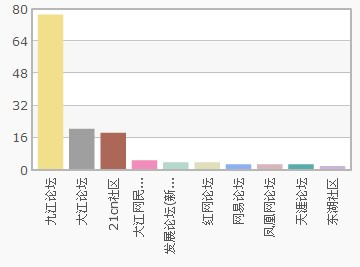 80
64
48
32
16
0
九江论坛
大江论坛
21cn社区
大江网民...
发展论坛(新...
红网论坛
网易论坛
凤凰网论坛
天涯论坛
东湖社区